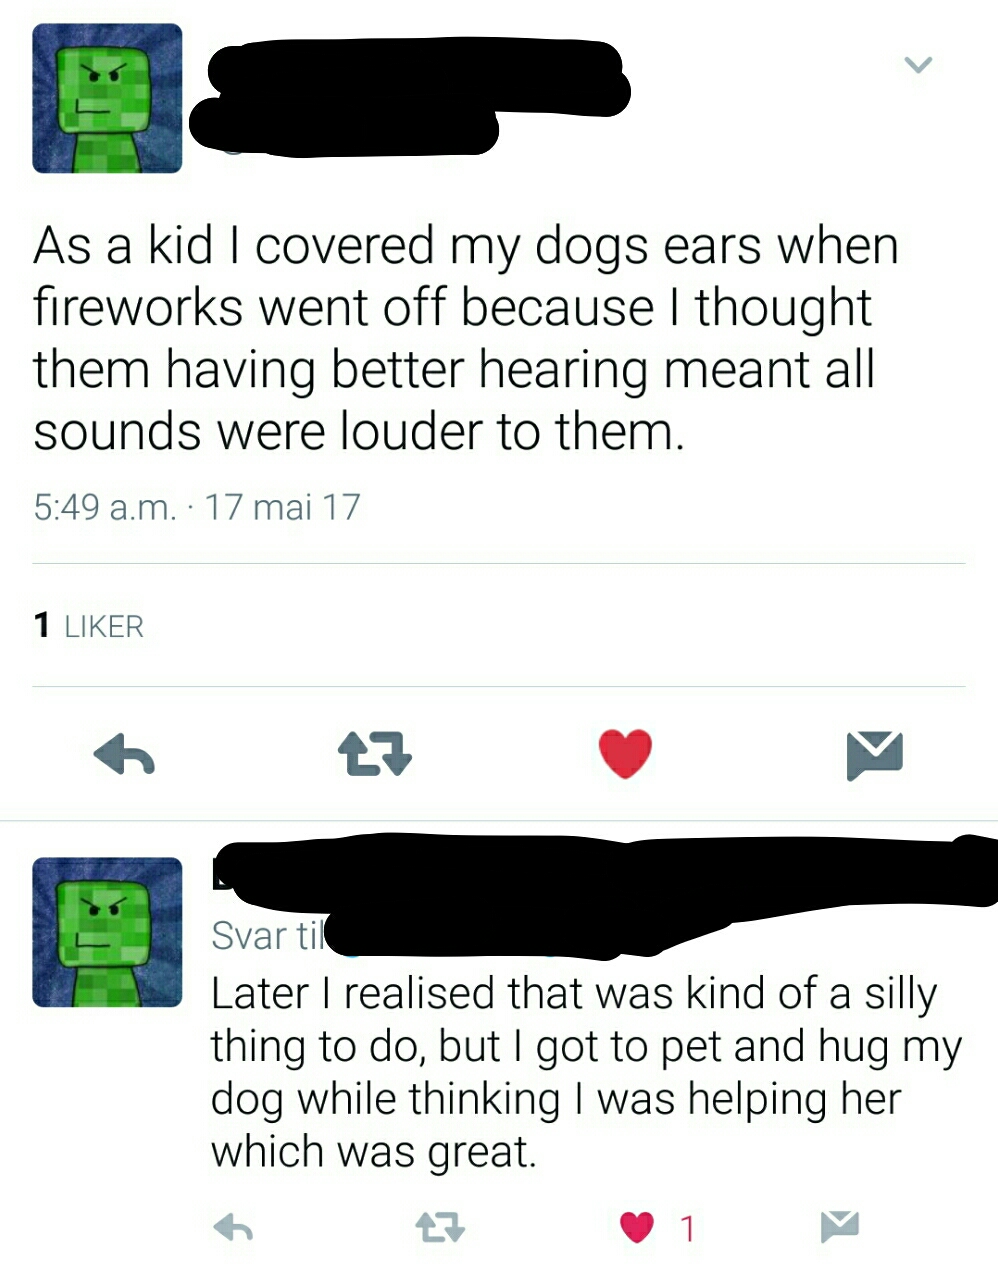 As a kid I covered my dogs ears when
fireworks went off because I thought
them having better hearing meant all
sounds were louder to them.
5:49 a.m. · 17 mai 17
1 LIKER
Svar til
Later I realised that was kind of a silly
thing to do, but I got to pet and hug my
dog while thinking I was helping her
which was great.
1